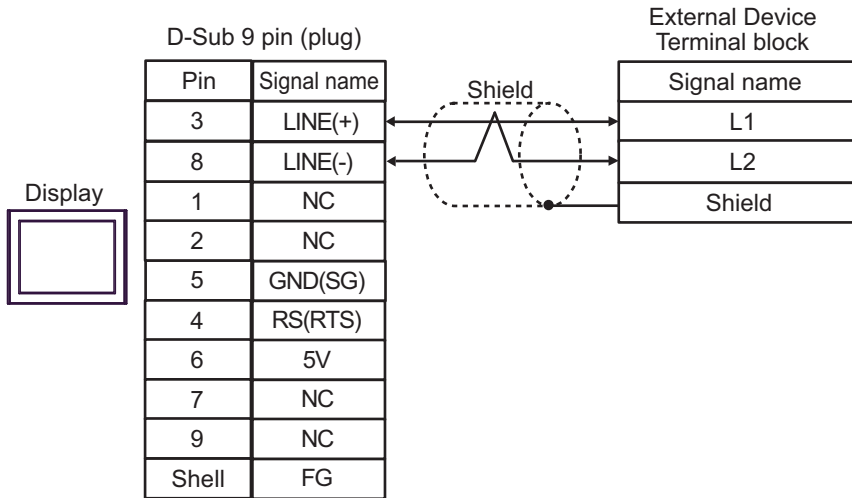 D-Sub 9 pin (plug)
External Device
Terminal block
Pin Signal name
Shield
Signal name
3 LINE(+)
L1
8 LINE(-)
L2
Display
1 NC
Shield
2 NC
5 GND(SG)
4 RS(RTS)
6 5V
7 NC
9 NC
Shell FG